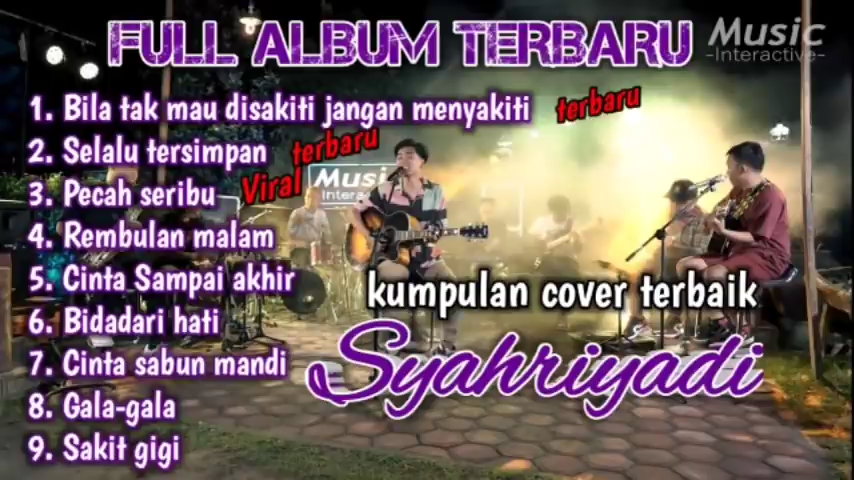 FULL ALBUM TERBARU
Music
-Interactive-
1. Bila tak mau disakiti jangan menyakiti terbaru
2. Selalu tersimpan terbaru
3. Pecah seribu Viral
Musi
Intera
4. Rembulan malam
5. Cinta Sampai akhir
6. Bidadari hati
7. Cinta sabun mandi
8. Gala-gala
9. Sakit gigi
kumpulan cover terbaik
Syahriyadi